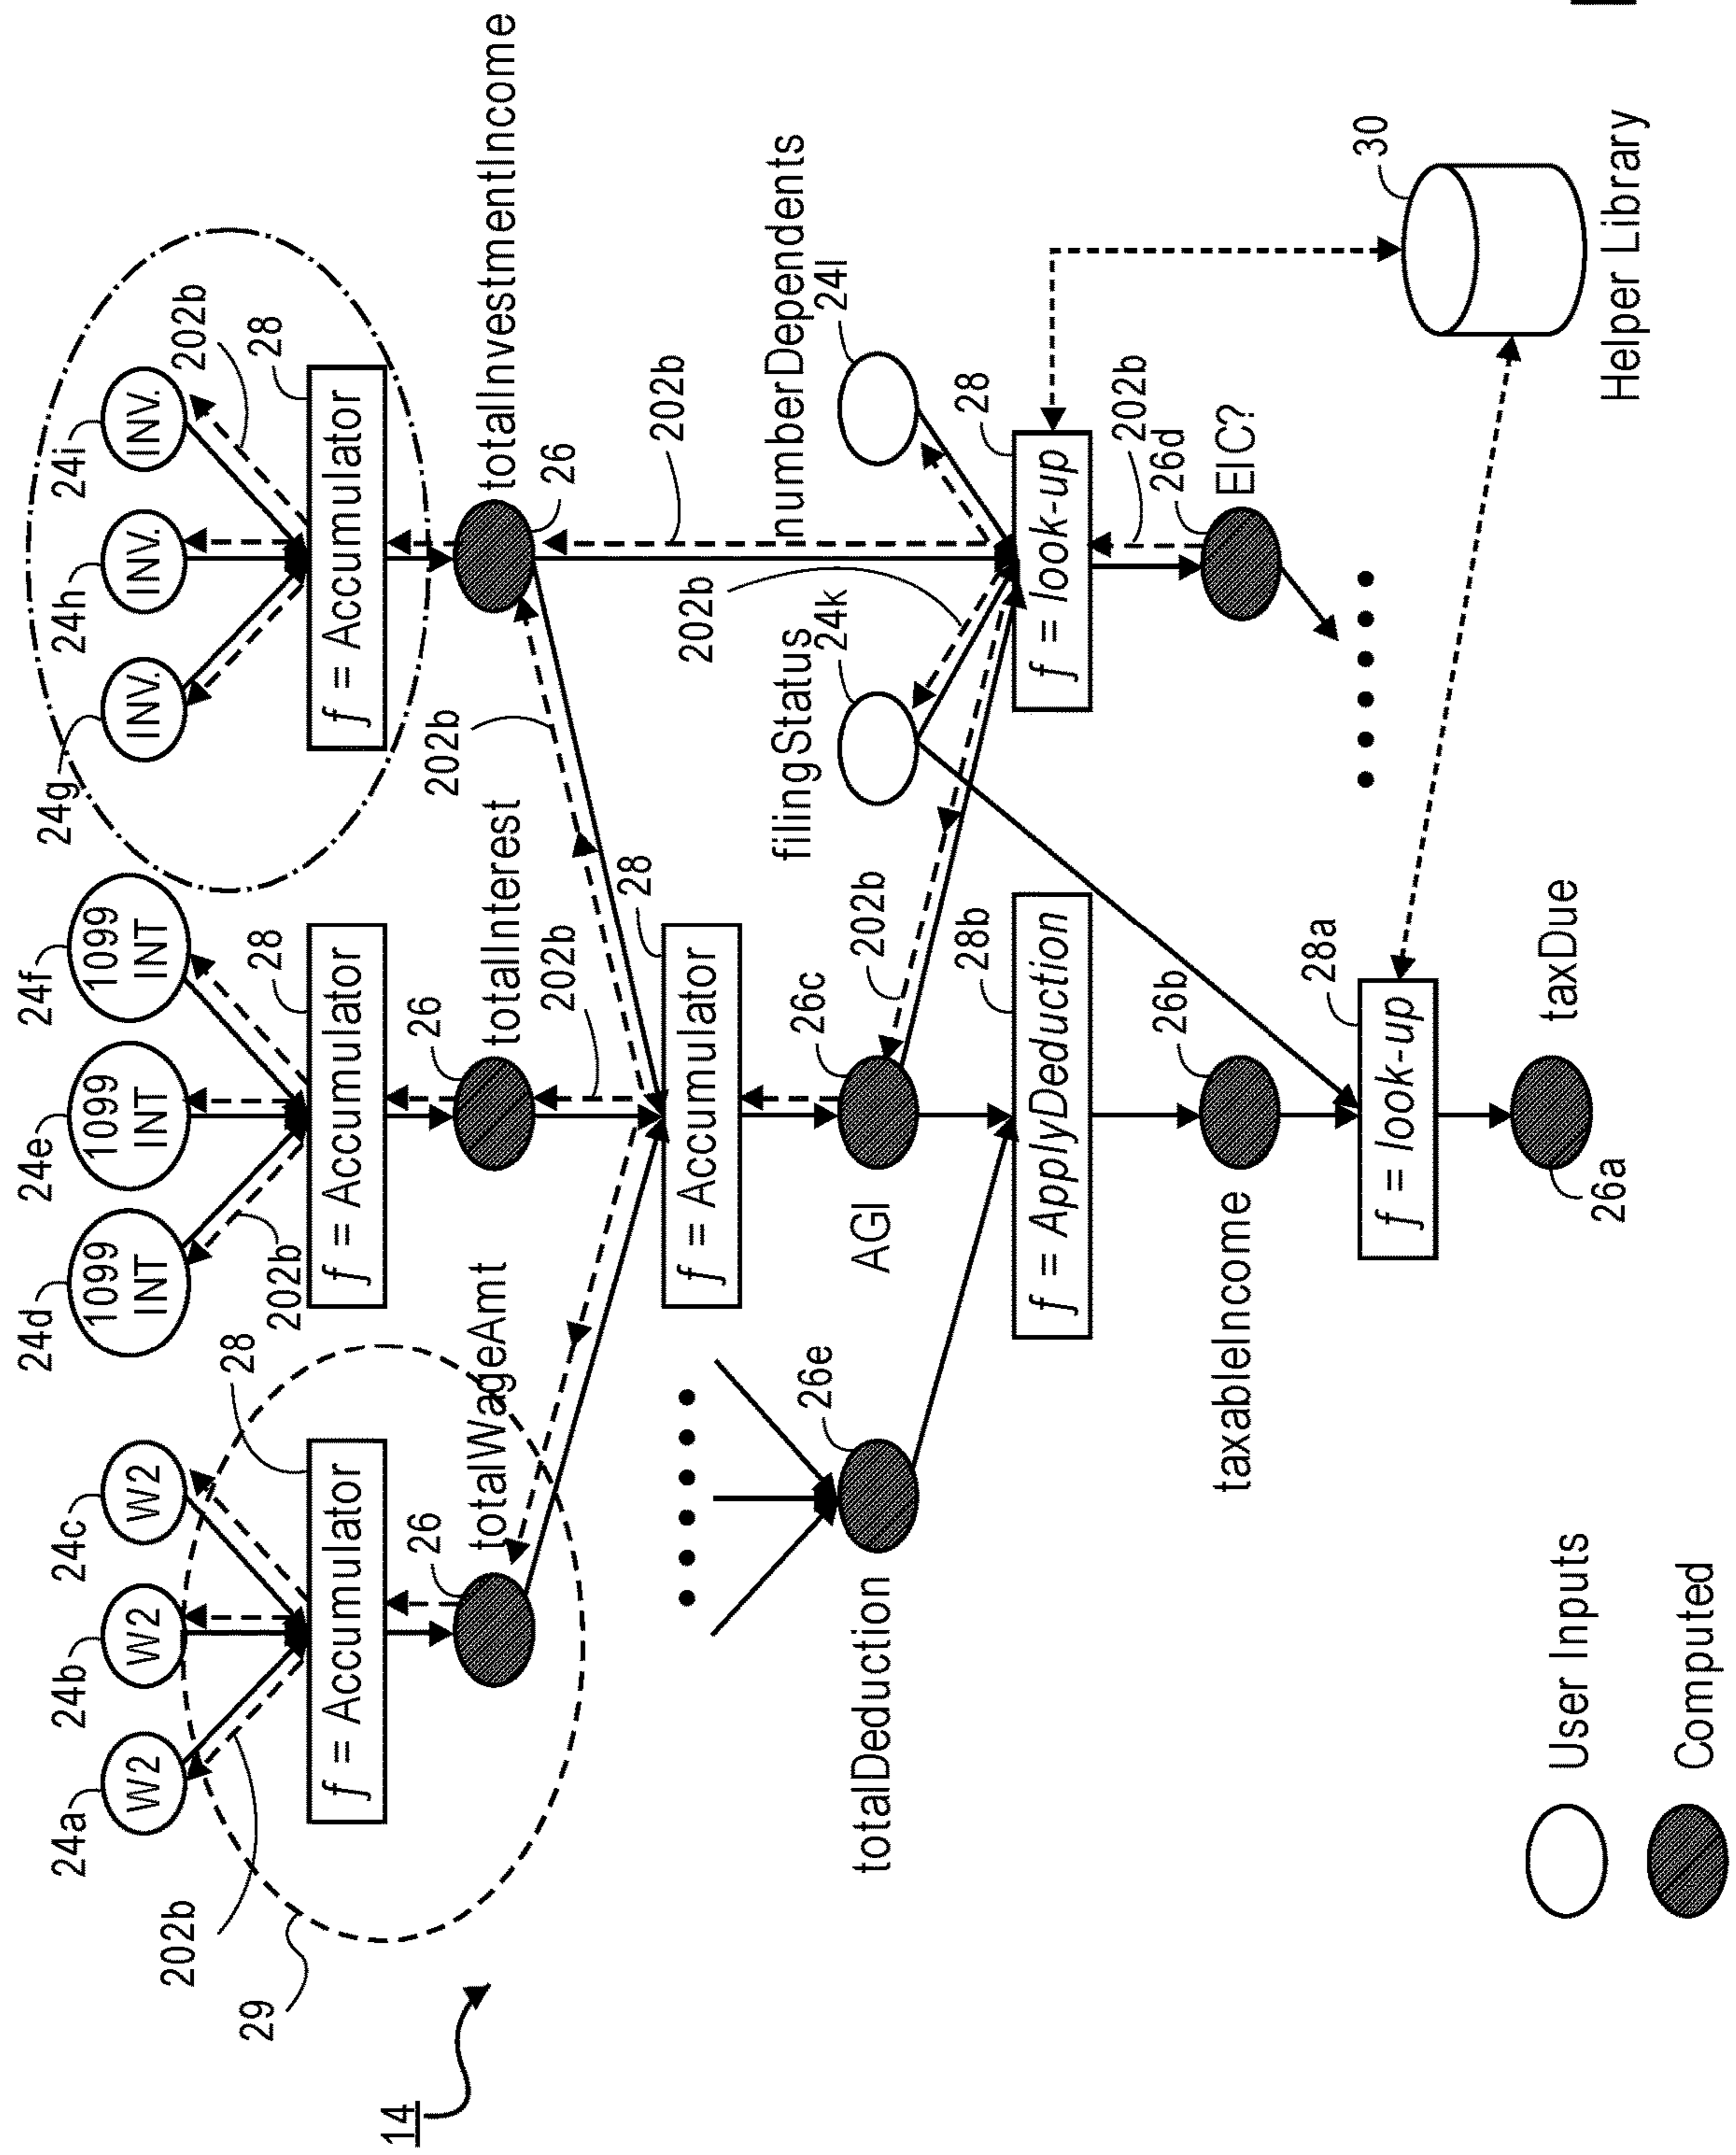 14
29
202b
24a
24b
24c
W2
W2
W2
28
f = Accumulator
26
totalWageAmt
24d
24e
24f
1099
INT
1099
INT
1099
INT
202b
28
f = Accumulator
26
totalInterest
202b
24g
24h
24i
INV.
INV.
INV.
202b
28
f = Accumulator
26
totalInvestmentIncome
202b
202b
28
f = Accumulator
26c
AGI
202b
totalDeduction
26e
filingStatus
24k
202b
numberDependents
24l
28b
f = ApplyDeduction
28
f = look-up
202b
26d
EIC?
26b
taxableIncome
28a
f = look-up
taxDue
26a
30
Helper Library
User Inputs
Computed